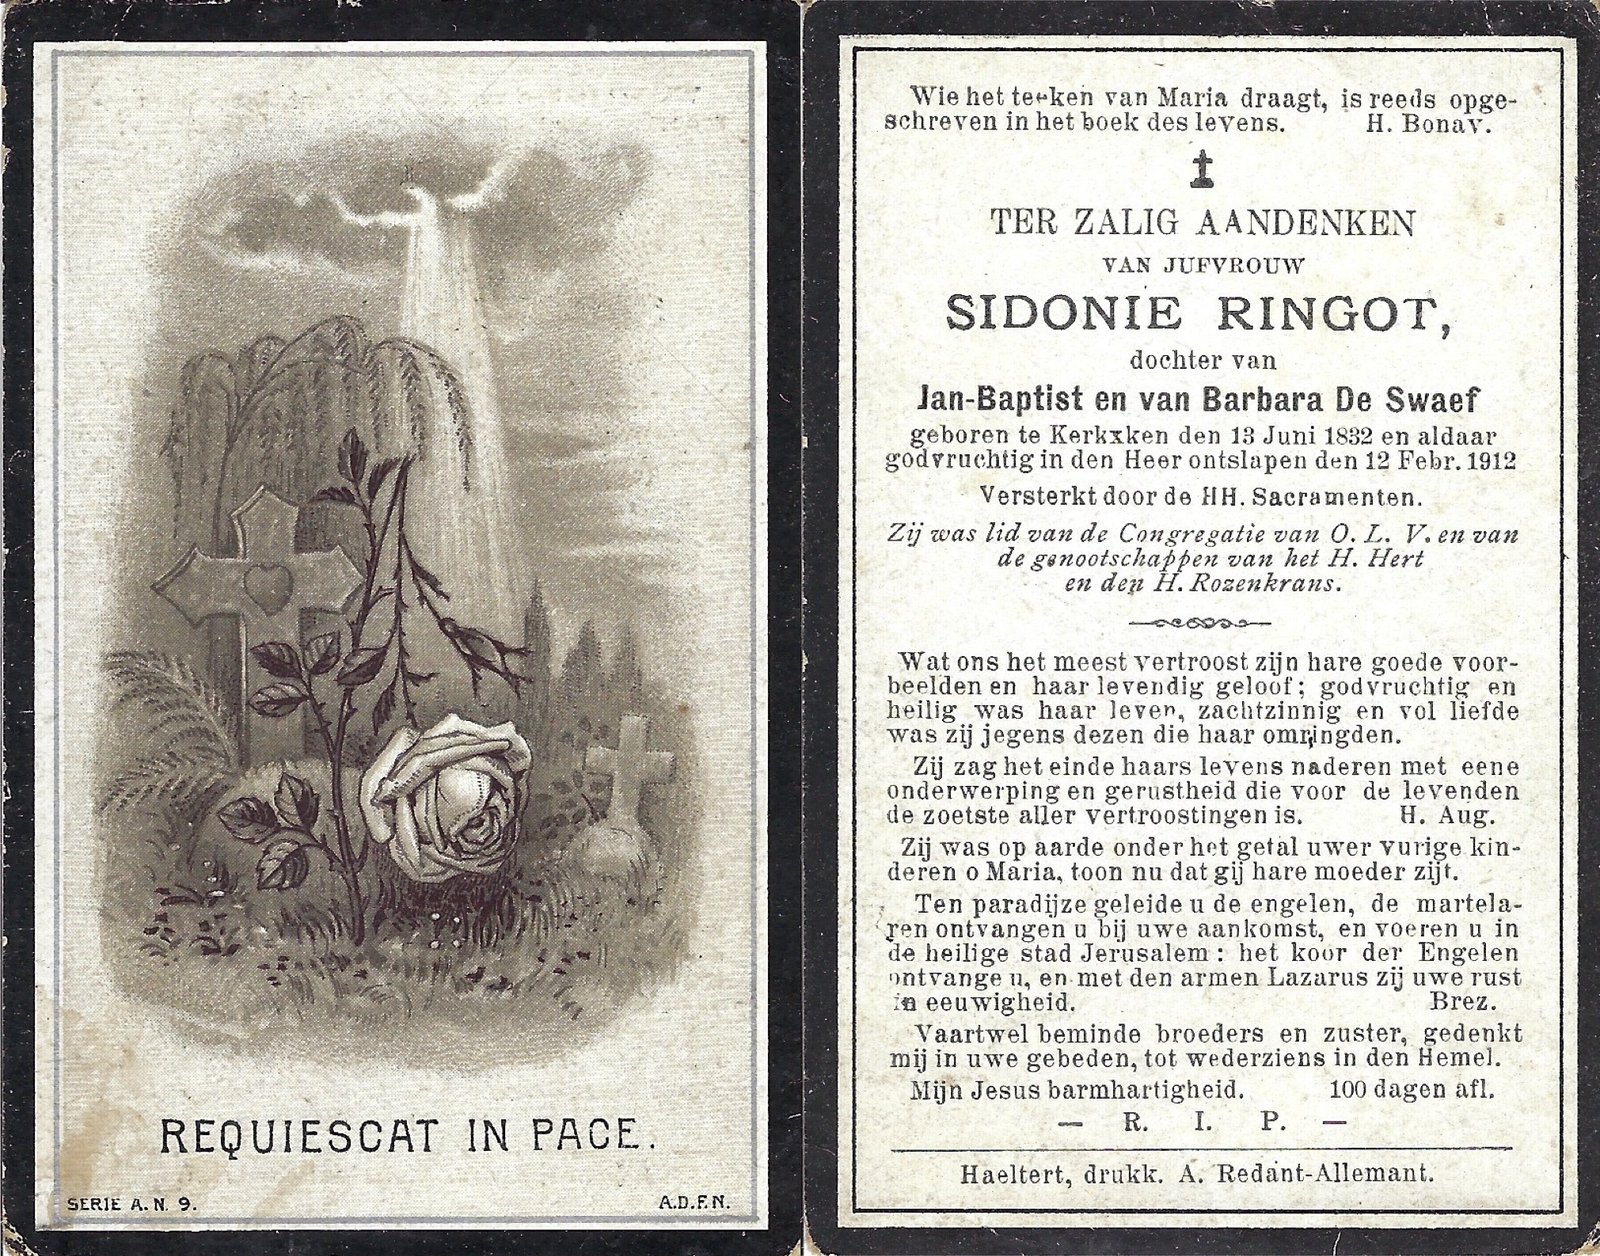 REQUIESCAT IN PACE.
SERIE A. N. 9.
A.D.F.N.
Wie het teeken van Maria draagt, is reeds opge-
schreven in het boek des levens. H. Bonav.
TER ZALIG AANDENKEN
VAN JUFVROUW
SIDONIE RINGOT,
dochter van
Jan-Baptist en van Barbara De Swaef
geboren te Kerkxken den 13 Juni 1832 en aldaar
godvruchtig in den Heer ontslapen den 12 Febr. 1912
Versterkt door de HH. Sacramenten.
Zij was lid van de Congregatie van O. L. V. en van
de genootschappen van het H. Hert
en den H. Rozenkrans.
Wat ons het meest vertroost zijn hare goede voor-
beelden en haar levendig geloof; godvruchtig en
heilig was haar leven, zachtzinnig en vol liefde
was zij jegens dezen die haar omringden.
Zij zag het einde haars levens naderen met eene
onderwerping en gerustheid die voor de levenden
de zoetste aller vertroostingen is. H. Aug.
Zij was op aarde onder het getal uwer vurige kin-
deren o Maria, toon nu dat gij hare moeder zijt.
Ten paradijze geleide u de engelen, de martela-
ren ontvangen u bij uwe aankomst, en voeren u in
de heilige stad Jerusalem : het koor der Engelen
ontvange u, en met den armen Lazarus zij uwe rust
in eeuwigheid. Brez.
Vaartwel beminde broeders en zuster, gedenkt
mij in uwe gebeden, tot wederziens in den Hemel.
Mijn Jesus barmhartigheid. 100 dagen afl.
— R. I. P. —
Haeltert, drukk. A. Redant-Allemant.